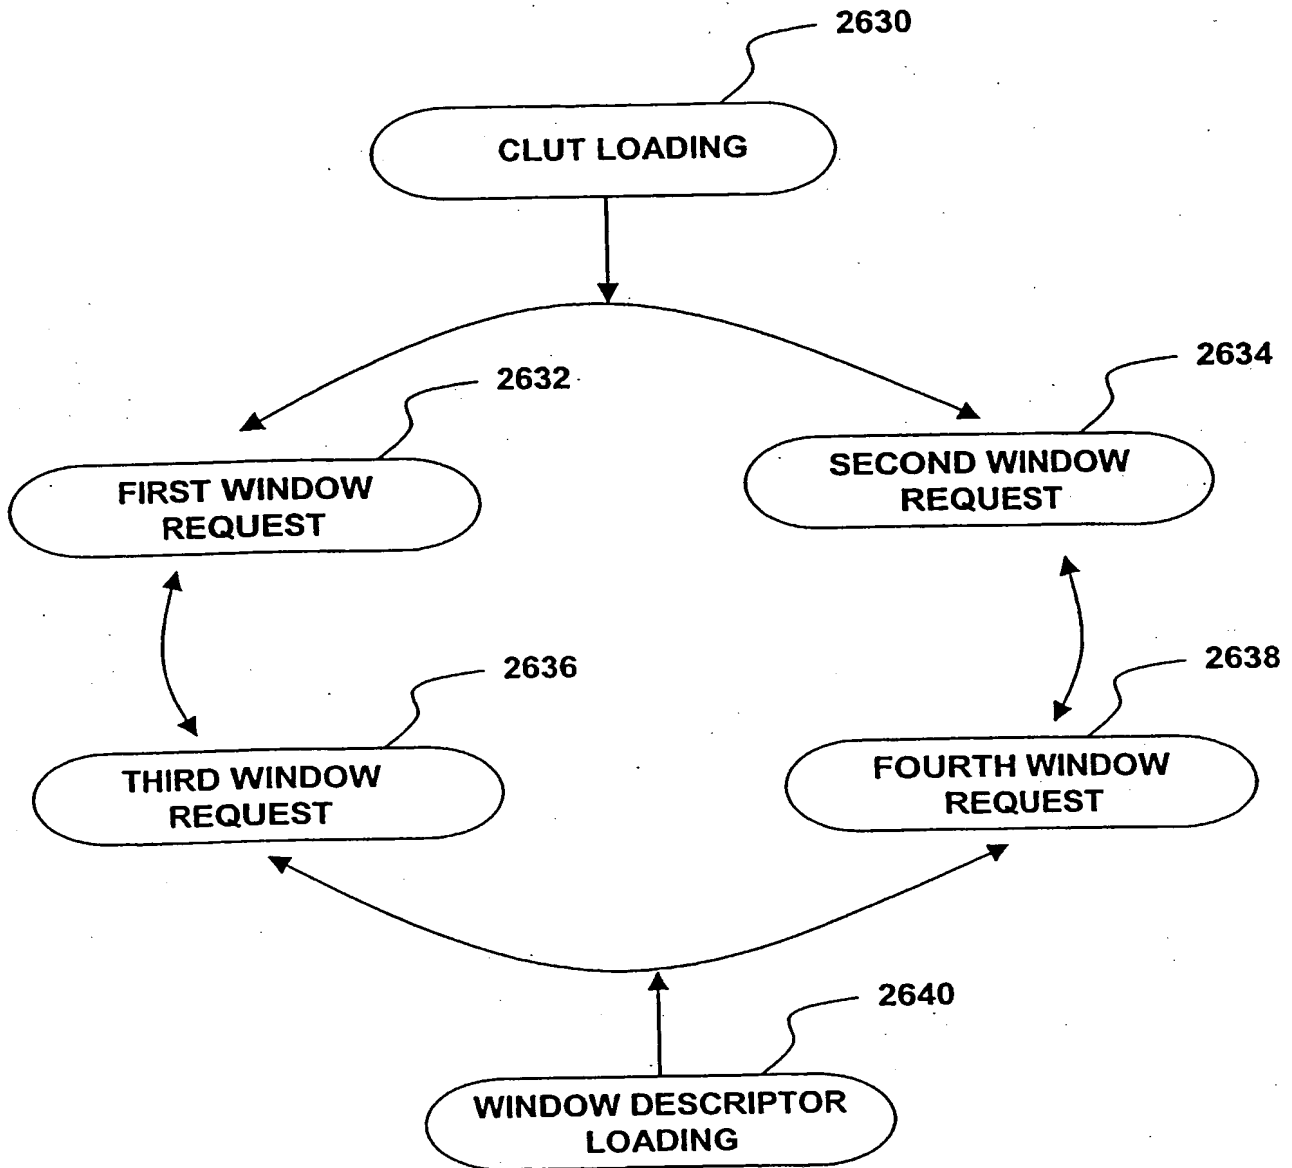 2630
CLUT LOADING
2634
2632
SECOND WINDOW
REQUEST
FIRST WINDOW
REQUEST
2636
2638
THIRD WINDOW
REQUEST
FOURTH WINDOW
REQUEST
2640
WINDOW DESCRIPTOR
LOADING